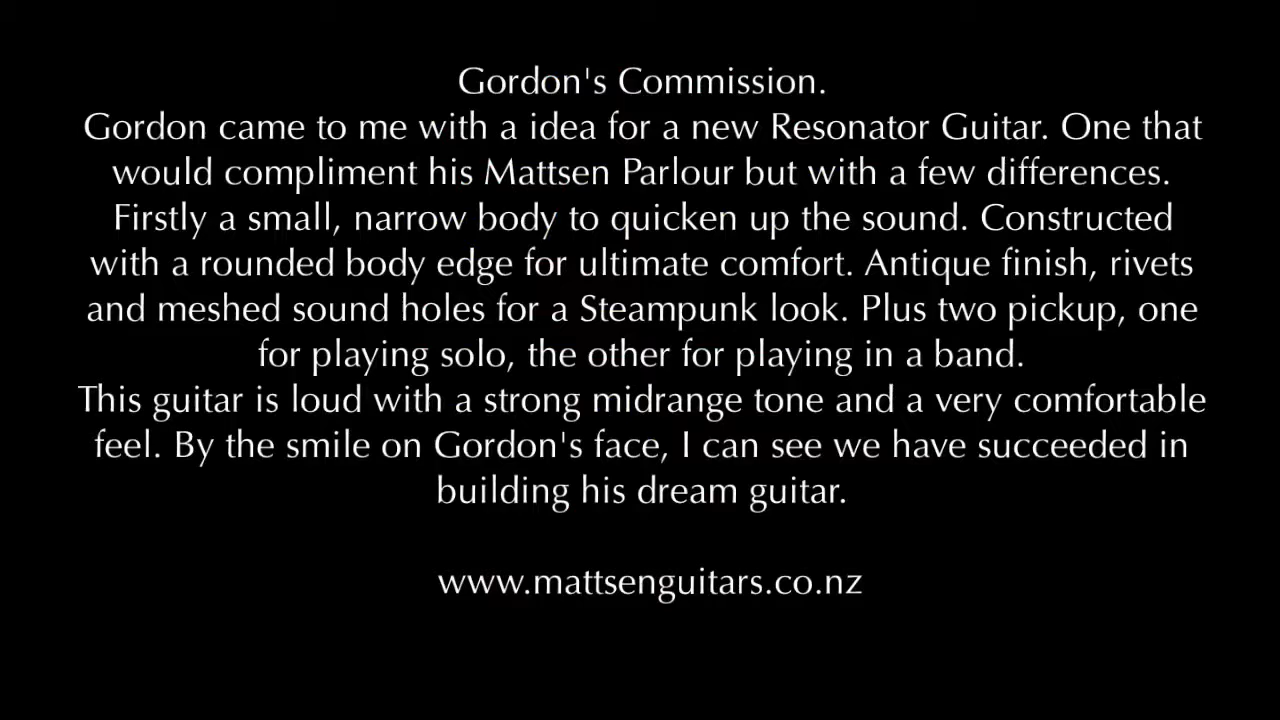 Gordon's Commission.
Gordon came to me with a idea for a new Resonator Guitar. One that
would compliment his Mattsen Parlour but with a few differences.
Firstly a small, narrow body to quicken up the sound. Constructed
with a rounded body edge for ultimate comfort. Antique finish, rivets
and meshed sound holes for a Steampunk look. Plus two pickup, one
for playing solo, the other for playing in a band.
This guitar is loud with a strong midrange tone and a very comfortable
feel. By the smile on Gordon's face, I can see we have succeeded in
building his dream guitar.
www.mattsenguitars.co.nz